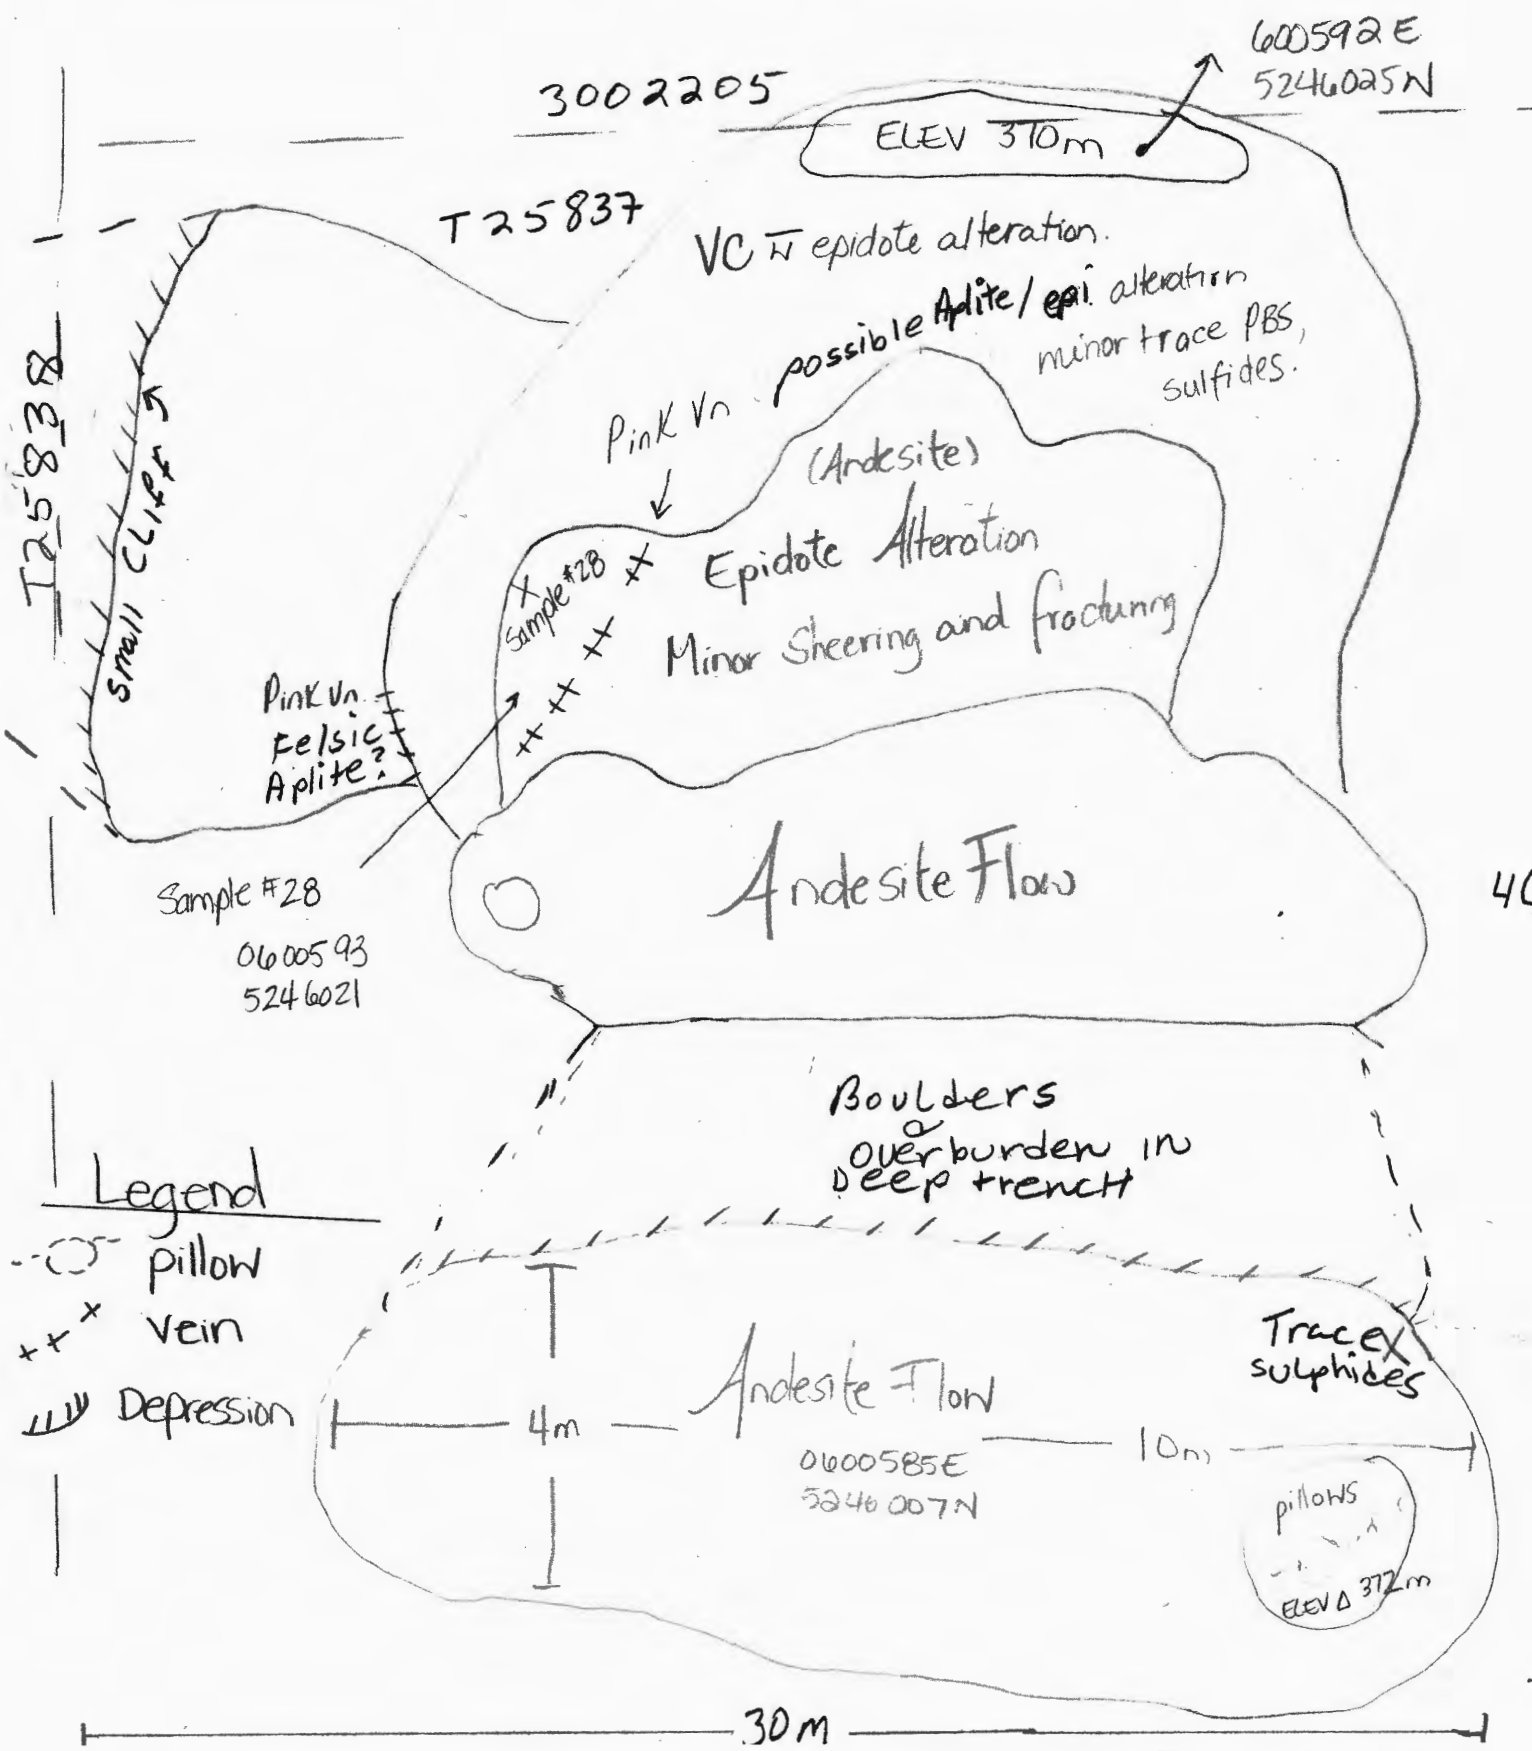 600592E
5246025N
3002205
ELEV 370m
T25837
VC w epidote alteration.
possible Aplite/epi alteration
minor trace PBS,
sulfides.
Pink Vn
T25838
Small CLiff
(Andesite)
Epidote Alteration
Minor Sheering and fracturing
Sample #28
Pink Vn.
Felsic
Aplite?
Andesite Flow
Sample #28
0600593
5246021
Boulders
&
overburden IN
Deep trencH
Legend
pillow
vein
Depression
Trace
sulphides
Andesite Flow
4m
10m
0600585E
5246007N
pillows
ELEV Δ 372m
30M